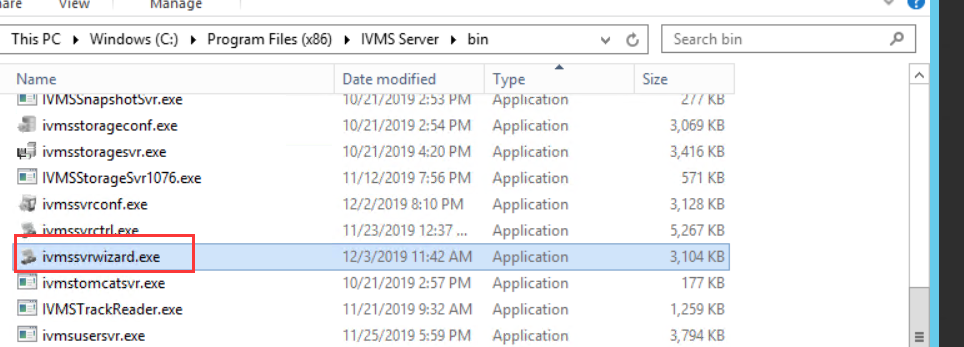 are View Manage
This PC Windows (C:) Program Files (x86) IVMS Server bin Search bin
Name Date modified Type Size
IVMSSnapshotSvr.exe 10/21/2019 2:53 PM Application 277 KB
ivmsstorageconf.exe 10/21/2019 2:54 PM Application 3,069 KB
ivmsstoragesvr.exe 10/21/2019 4:20 PM Application 3,416 KB
IVMSStorageSvr1076.exe 11/12/2019 7:56 PM Application 571 KB
ivmssvrconf.exe 12/2/2019 8:10 PM Application 3,128 KB
ivmssvrctrl.exe 11/23/2019 12:37 ... Application 5,267 KB
ivmssvrwizard.exe 12/3/2019 11:42 AM Application 3,104 KB
ivmstomcatsvr.exe 10/21/2019 2:57 PM Application 177 KB
IVMSTrackReader.exe 11/21/2019 9:32 AM Application 1,259 KB
ivmsusersvr.exe 11/25/2019 5:59 PM Application 3,794 KB